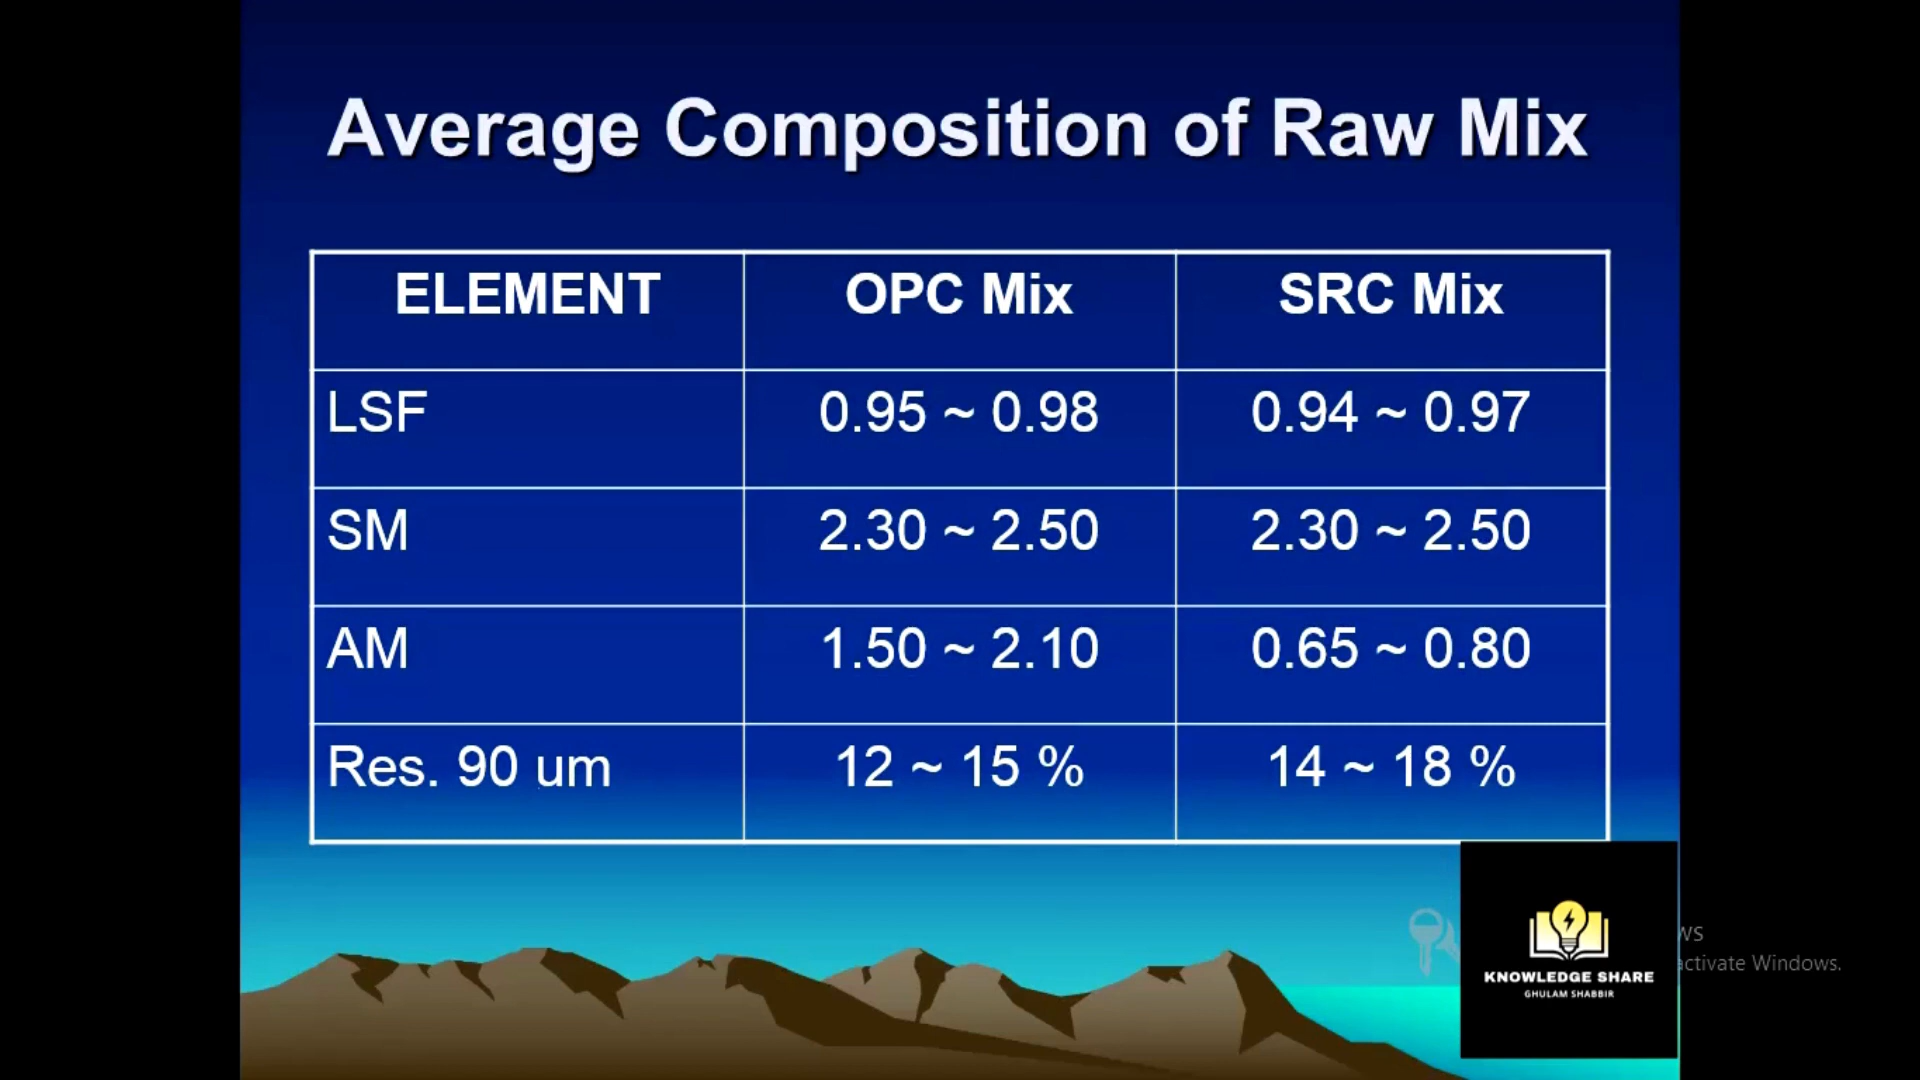 Average Composition of Raw Mix
ELEMENT OPC Mix SRC Mix
LSF 0.95 ~ 0.98 0.94 ~ 0.97
SM 2.30 ~ 2.50 2.30 ~ 2.50
AM 1.50 ~ 2.10 0.65 ~ 0.80
Res. 90 um 12 ~ 15 % 14 ~ 18 %
ws
activate Windows.
KNOWLEDGE SHARE
GHULAM SHABBIR